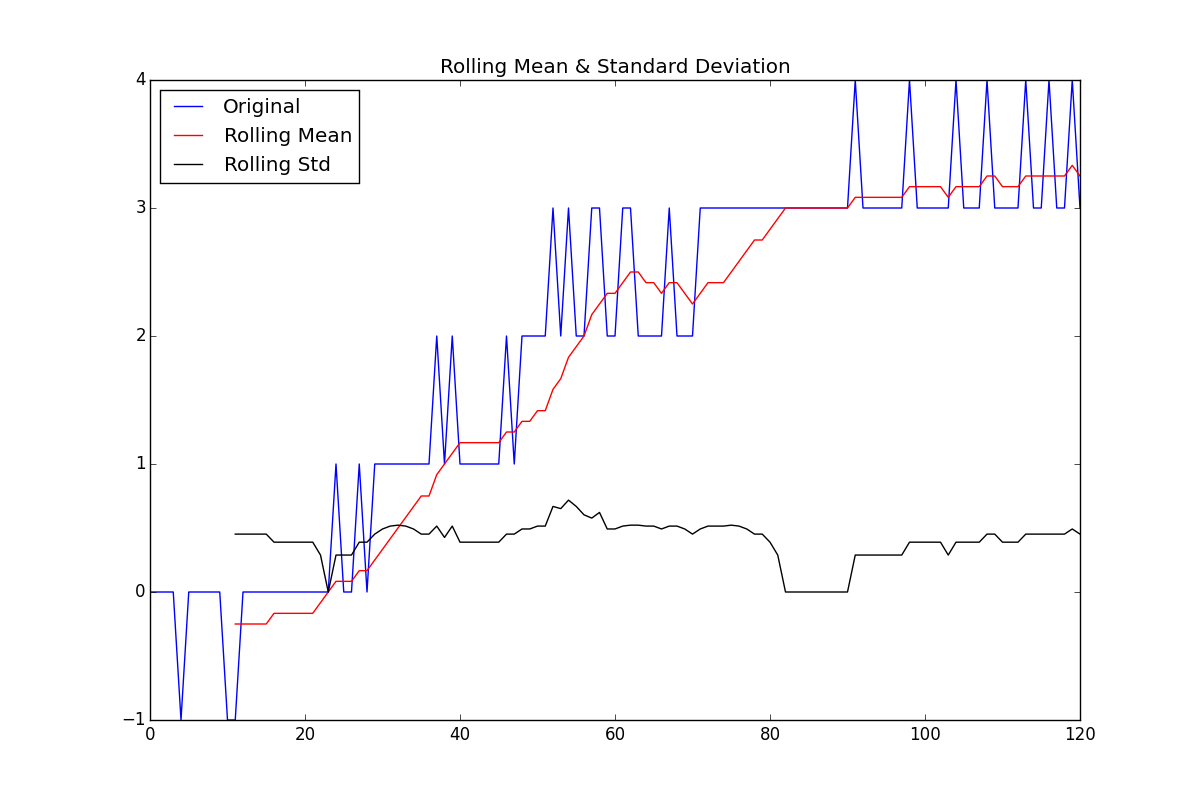 Rolling Mean & Standard Deviation
4
Original
Rolling Mean
Rolling Std
3
2
1
0
−1
0 20 40 60 80 100 120